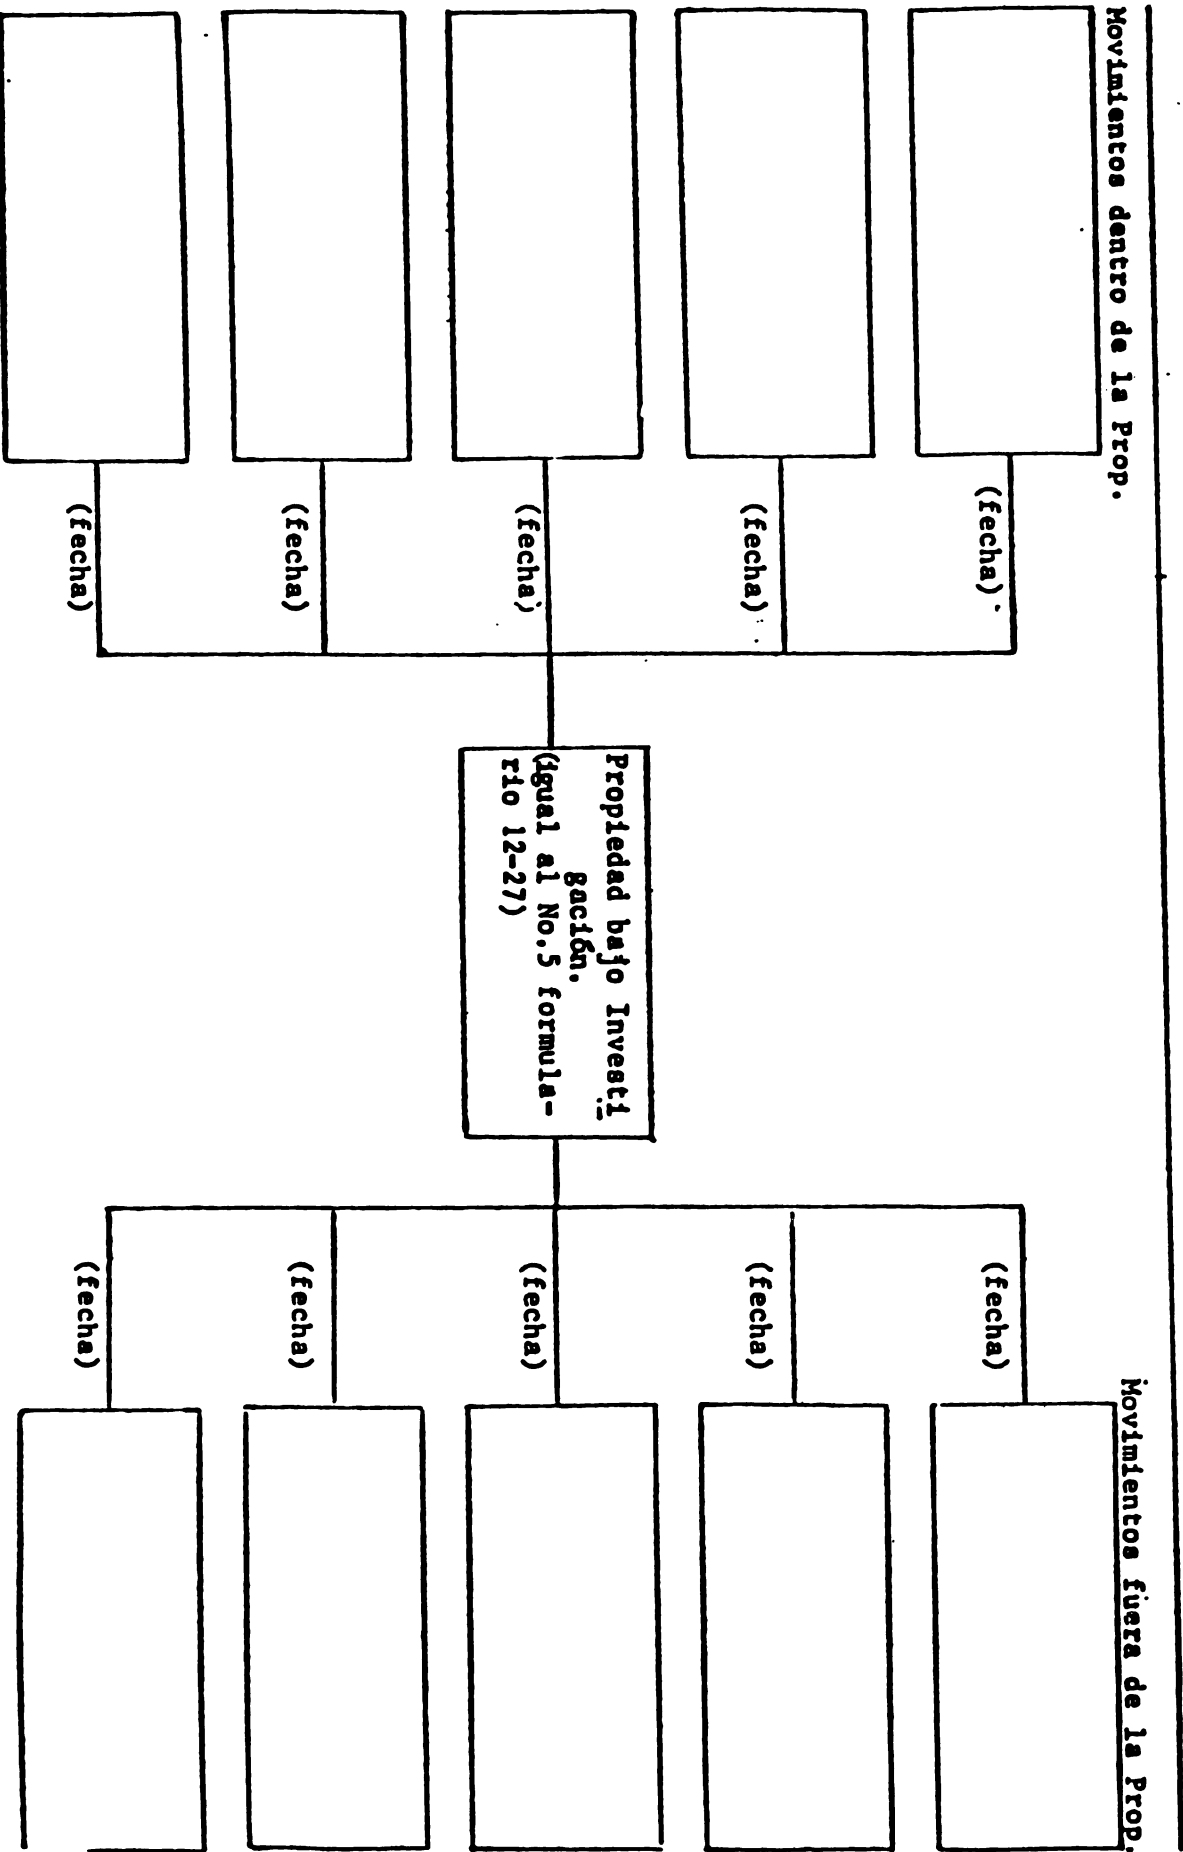 Movimientos dentro de la Prop.
Movimientos fuera de la Prop.
(fecha)
(fecha)
(fecha)
(fecha)
(fecha)
(fecha)
Propiedad bajo Investi
gación.
(igual al No.5 formula-
rio 12-27)
(fecha)
(fecha)
(fecha)
(fecha)